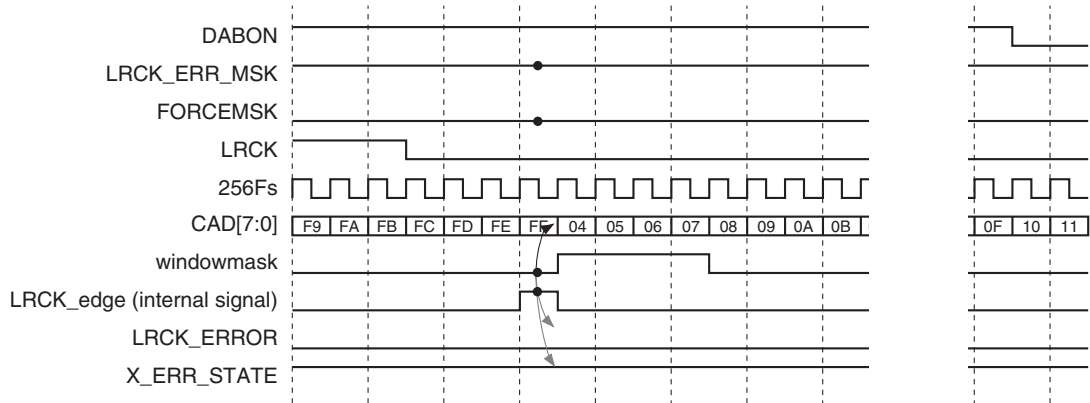 DABON
LRCK_ERR_MSK
FORCEMSK
LRCK
256Fs
CAD[7:0] F9 FA FB FC FD FE FF 04 05 06 07 08 09 0A 0B 0F 10 11
windowmask
LRCK_edge (internal signal)
LRCK_ERROR
X_ERR_STATE